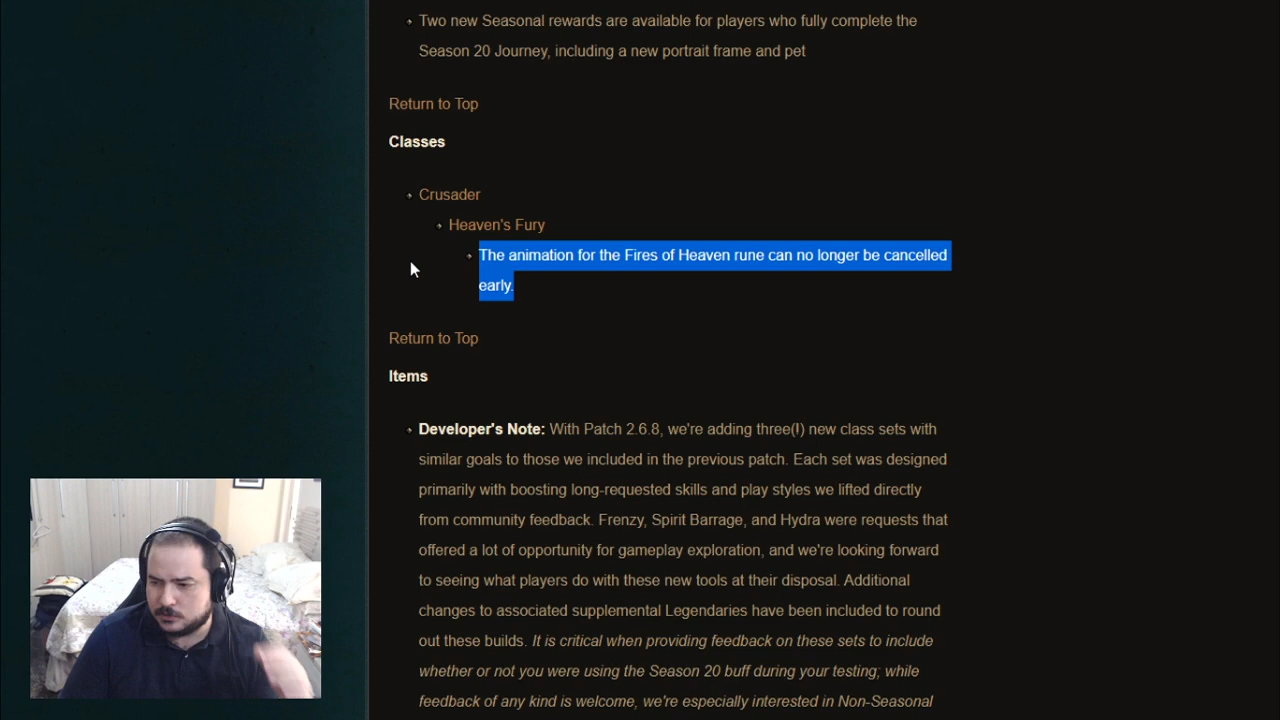 Two new Seasonal rewards are available for players who fully complete the
Season 20 Journey, including a new portrait frame and pet
Return to Top
Classes
Crusader
Heaven's Fury
The animation for the Fires of Heaven rune can no longer be cancelled
early.
Return to Top
Items
Developer's Note: With Patch 2.6.8, we're adding three(!) new class sets with
similar goals to those we included in the previous patch. Each set was designed
primarily with boosting long-requested skills and play styles we lifted directly
from community feedback. Frenzy, Spirit Barrage, and Hydra were requests that
offered a lot of opportunity for gameplay exploration, and we're looking forward
to seeing what players do with these new tools at their disposal. Additional
changes to associated supplemental Legendaries have been included to round
out these builds. It is critical when providing feedback on these sets to include
whether or not you were using the Season 20 buff during your testing; while
feedback of any kind is welcome, we're especially interested in Non-Seasonal